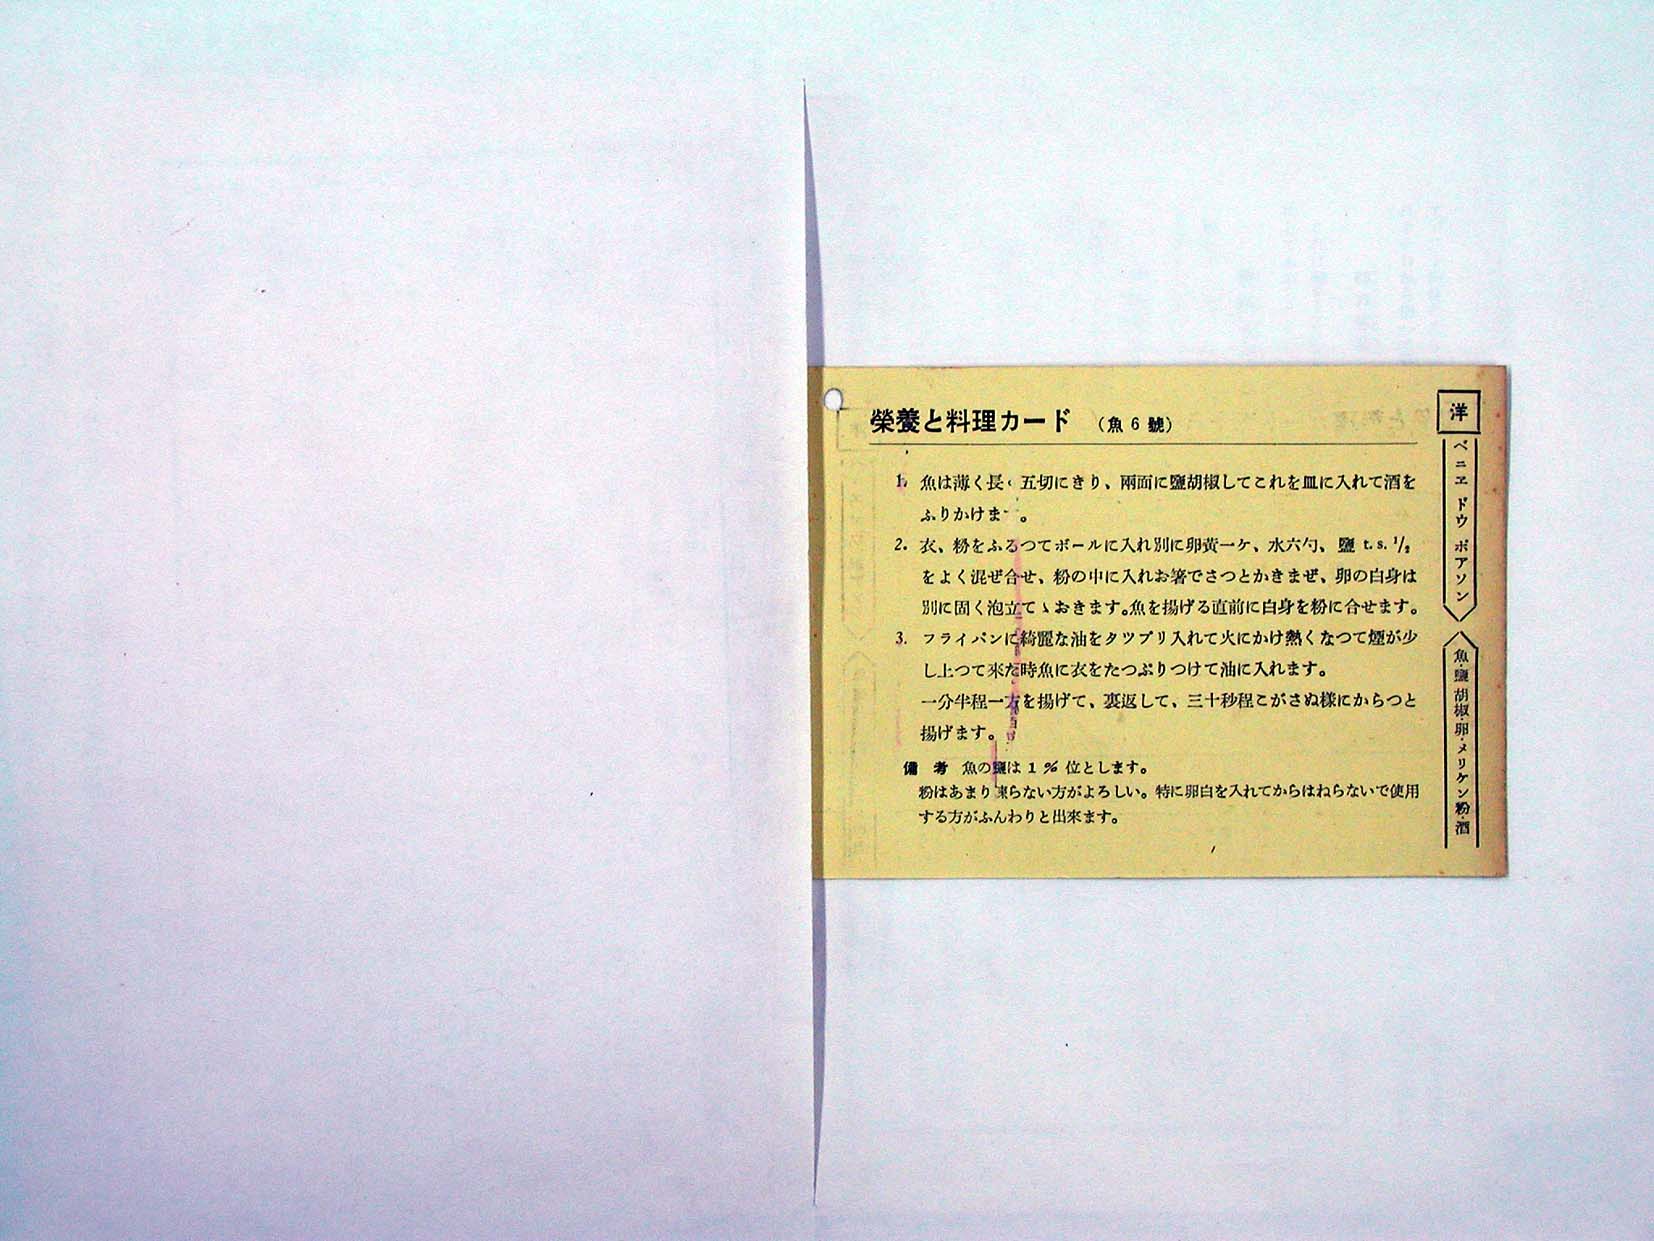 榮養と料理カード (魚6號)
1. 魚は薄く長く五切にきり、兩面に鹽胡椒してこれを皿に入れて酒を
ふりかけま 。
2. 衣、粉をふるつてボールに入れ別に卵黄一ケ、水六勺、鹽 t.s. 1/2
をよく混ぜ合せ、粉の中に入れお箸でさつとかきまぜ、卵の白身は
別に固く泡立てゝおきます。魚を揚げる直前に白身を粉に合せます。
3. フライパンに綺麗な油をタツプリ入れて火にかけ熱くなつて煙が少
し上つて來た時魚に衣をたつぷりつけて油に入れます。
一分半程一方を揚げて、裏返して、三十秒程こがさぬ樣にからつと
揚げます。
備考 魚の鹽は1%位とします。
粉はあまり らない方がよろしい。特に卵白を入れてからはねらないで使用
する方がふんわりと出來ます。
洋
ベニヱ ドウ ポアソン
魚・鹽 胡椒・卵・メリケン粉・酒